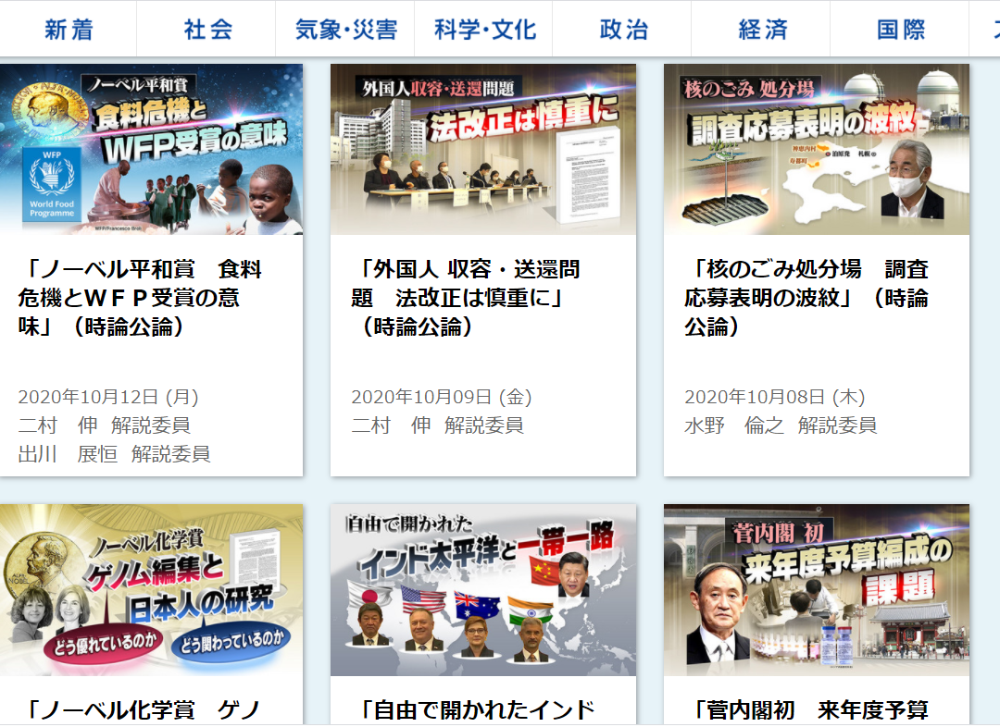 新着
社会
気象・災害
科学・文化
政治
経済
国際
ノーベル平和賞
食料危機と
WFP受賞の意味
WFP
World Food
Programme
外国人収容・送還問題
法改正は慎重に
核のごみ 処分場
調査応募表明の波紋
神恵内村
泊原発
札幌
寿都町
「ノーベル平和賞　食料
危機とＷＦＰ受賞の意
味」（時論公論）
2020年10月12日 (月)
二村　伸 解説委員
出川　展恒 解説委員
「外国人 収容・送還問
題　法改正は慎重に」
（時論公論）
2020年10月09日 (金)
二村　伸 解説委員
「核のごみ処分場　調査
応募表明の波紋」（時論
公論）
2020年10月08日 (木)
水野　倫之 解説委員
ノーベル化学賞
ゲノム編集と
日本人の研究
どう優れているのか
どう関わっているのか
自由で開かれた
インド太平洋と一帯一路
菅内閣 初
来年度予算編成の
課題
「ノーベル化学賞　ゲノ
「自由で開かれたインド
「菅内閣初　来年度予算